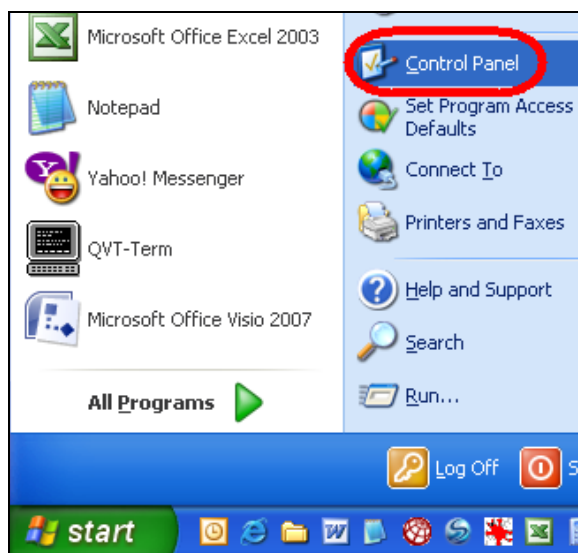 Microsoft Office Excel 2003
Notepad
Yahoo! Messenger
QVT-Term
Microsoft Office Visio 2007
All Programs
Control Panel
Set Program Access
Defaults
Connect To
Printers and Faxes
Help and Support
Search
Run...
Log Off
start